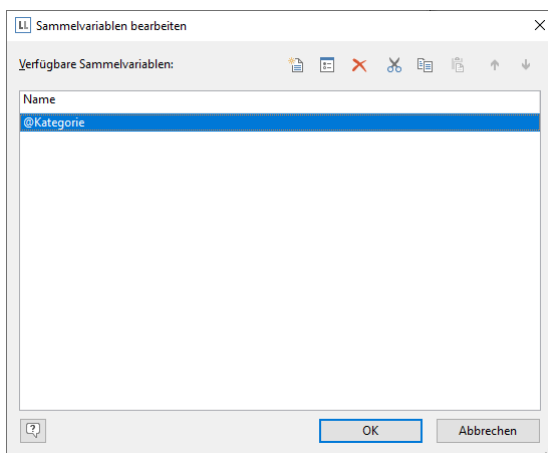 LL Sammelvariablen bearbeiten
Verfügbare Sammelvariablen:
Name
@Kategorie
OK Abbrechen